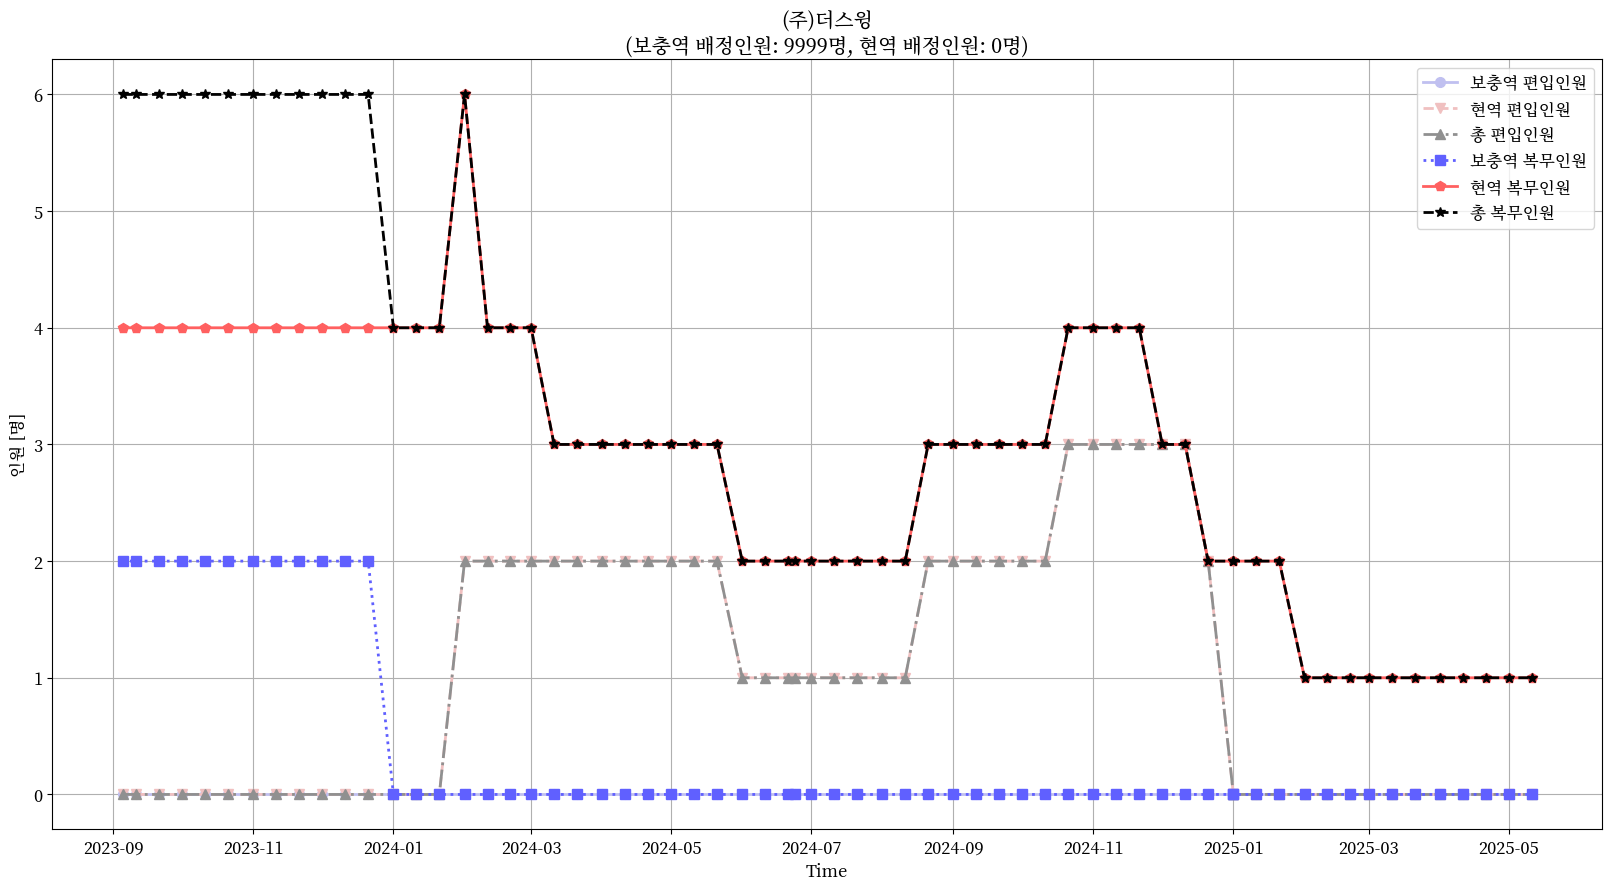 (주)더스윙
(보충역 배정인원: 9999명, 현역 배정인원: 0명)
보충역 편입인원
현역 편입인원
총 편입인원
보충역 복무인원
현역 복무인원
총 복무인원
인원 [명]
6
5
4
3
2
1
0
2023-09
2023-11
2024-01
2024-03
2024-05
2024-07
2024-09
2024-11
2025-01
2025-03
2025-05
Time